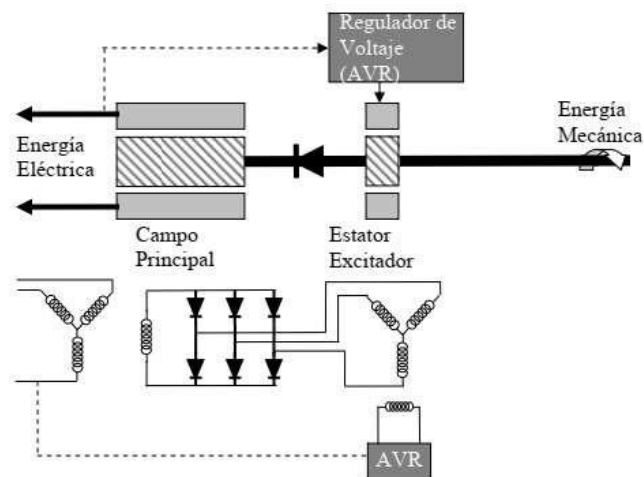 Regulador de
Voltaje
(AVR)
Energía
Eléctrica
Energía
Mecánica
Campo
Principal
Estator
Excitador
AVR